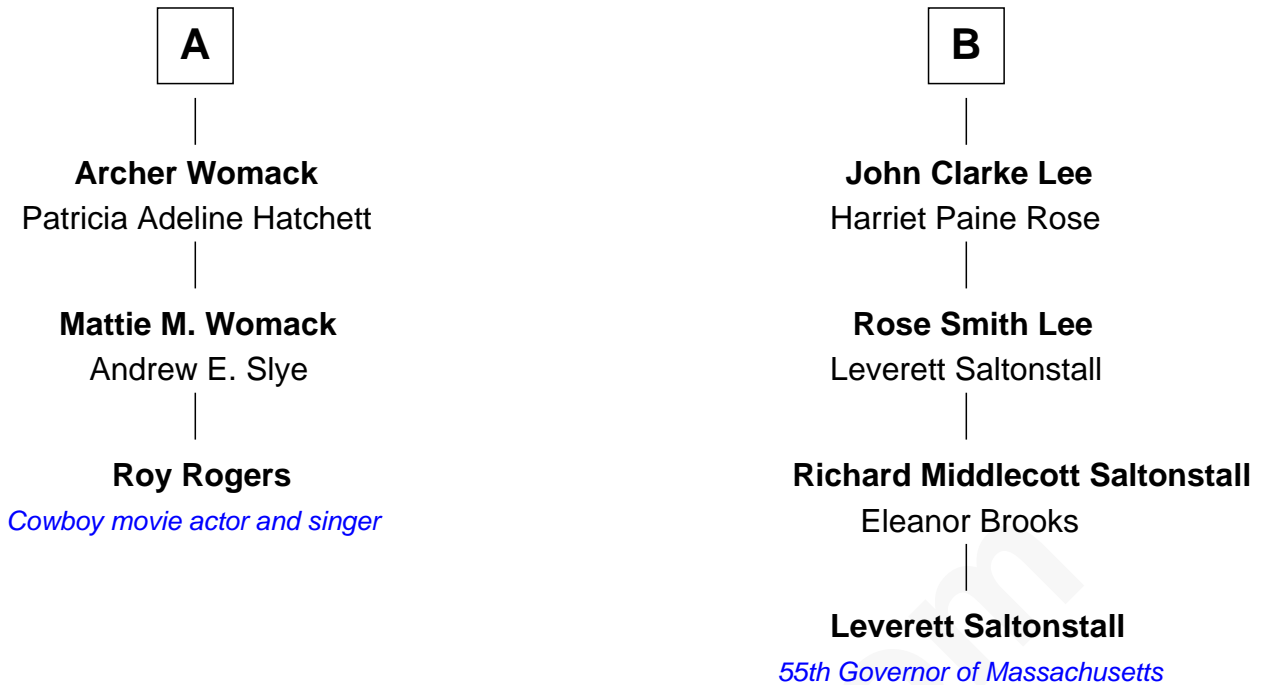 A
Archer Womack
Patricia Adeline Hatchett
Mattie M. Womack
Andrew E. Slye
Roy Rogers
Cowboy movie actor and singer
B
John Clarke Lee
Harriet Paine Rose
Rose Smith Lee
Leverett Saltonstall
Richard Middlecott Saltonstall
Eleanor Brooks
Leverett Saltonstall
55th Governor of Massachusetts